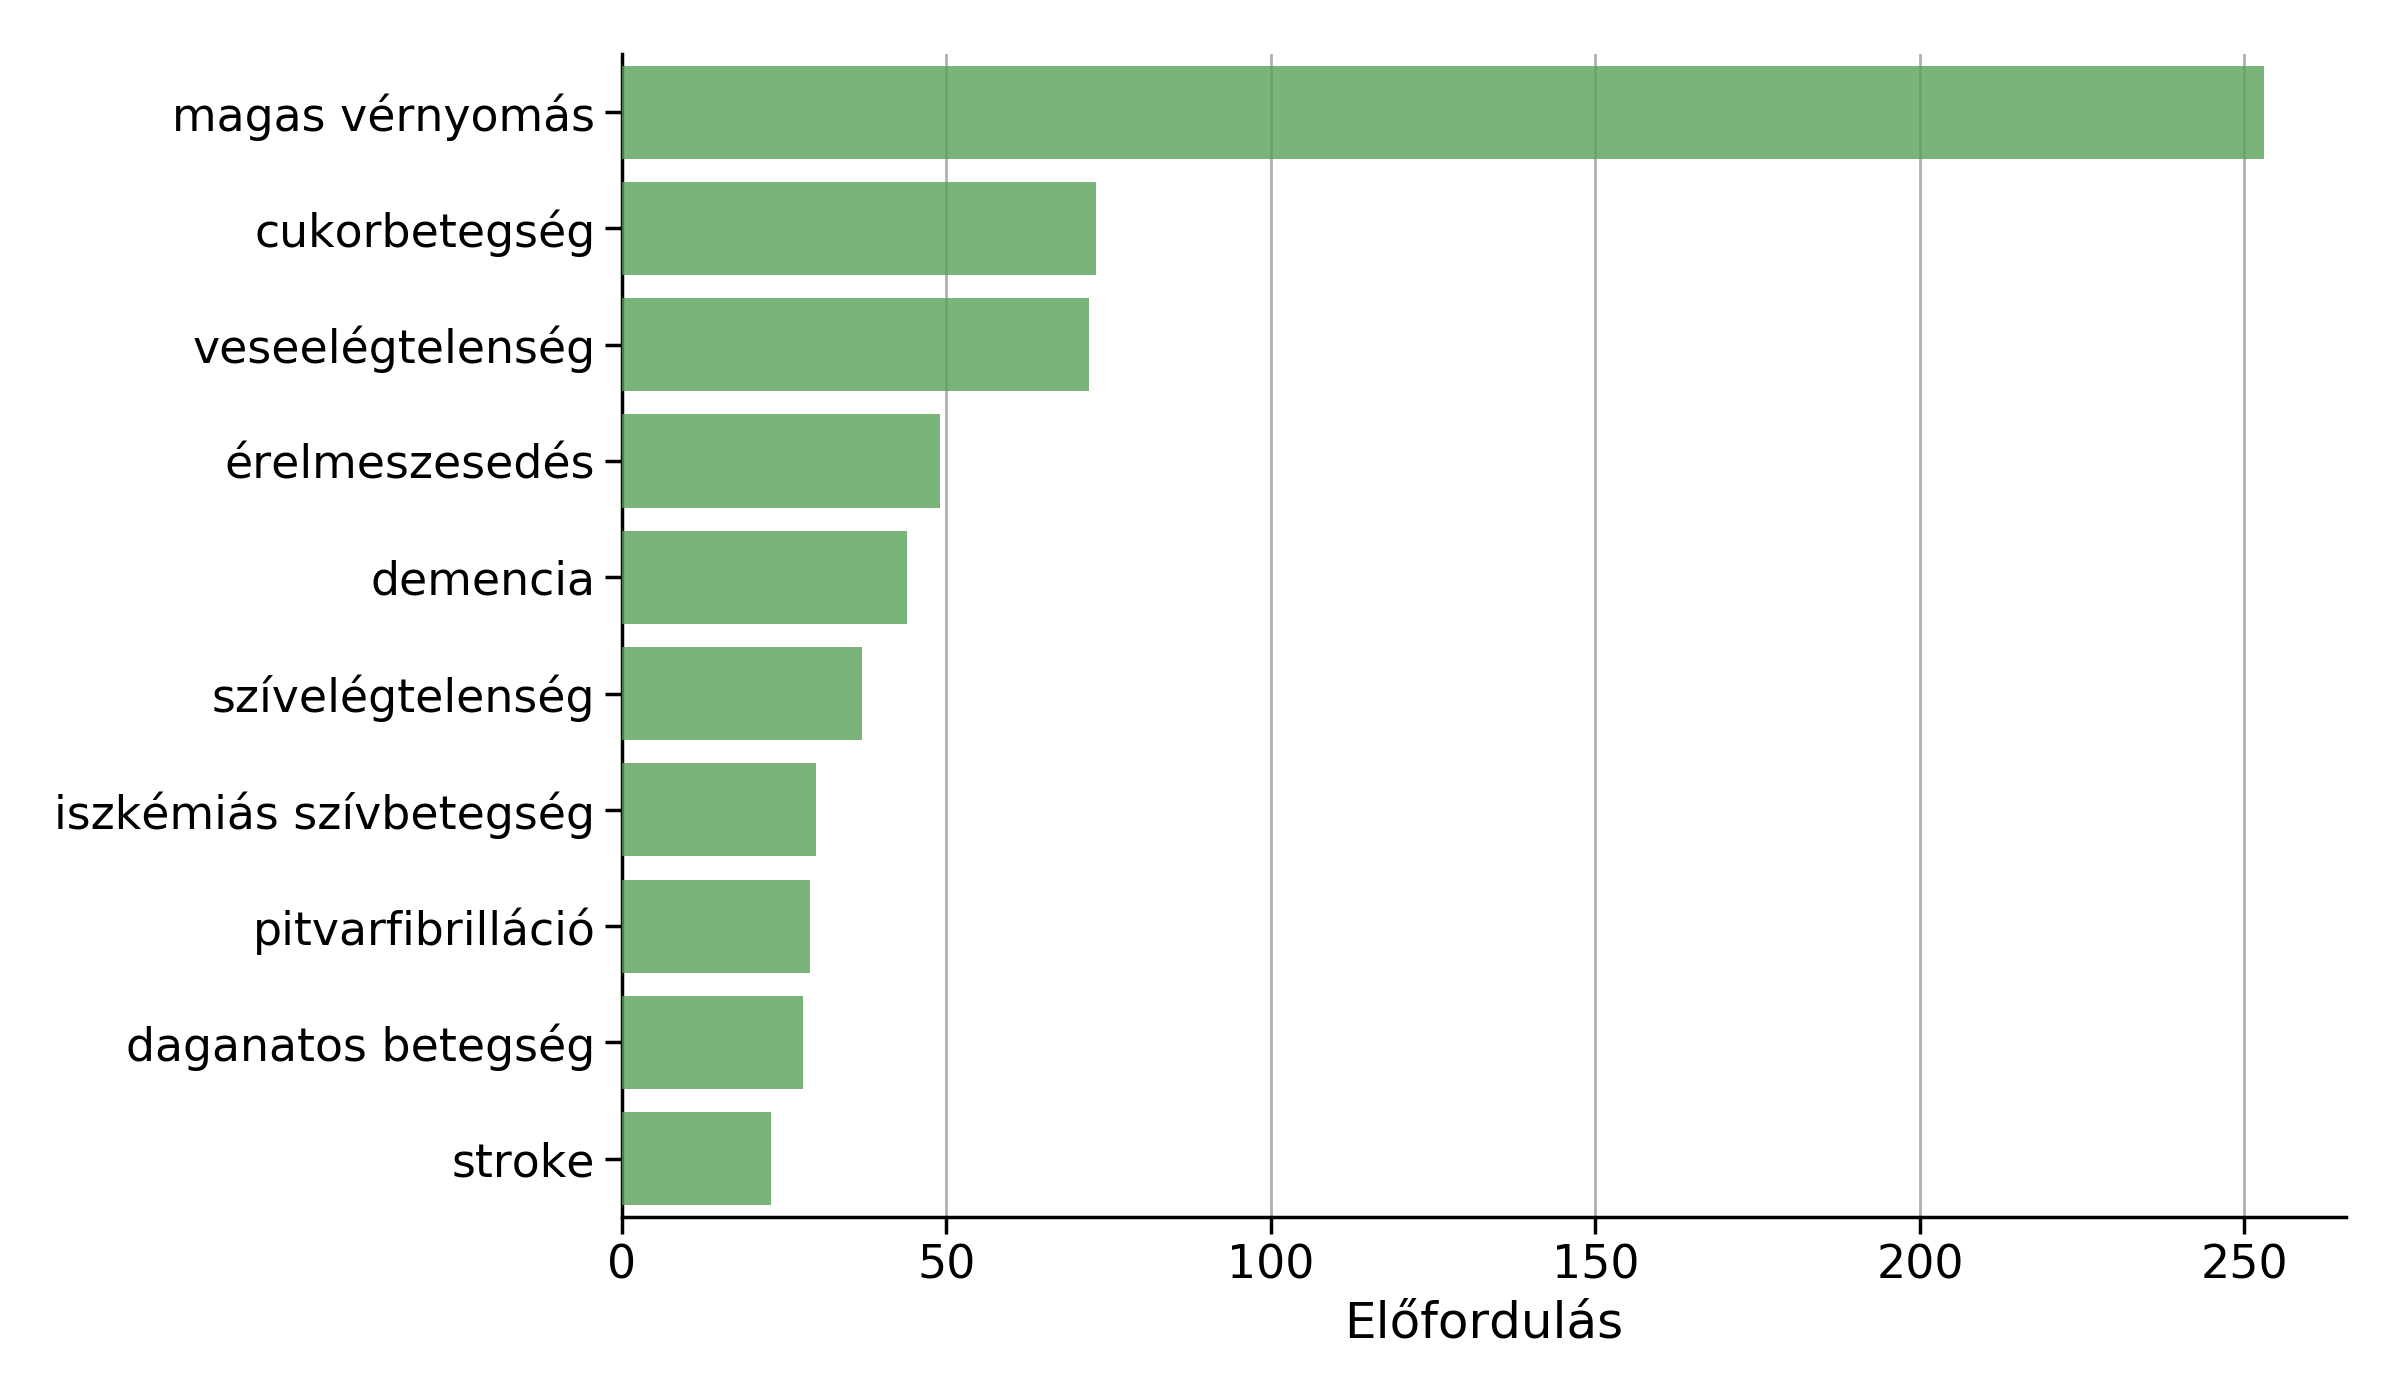 magas vérnyomás
cukorbetegség
veseelégtelenség
érelmeszesedés
demencia
szívelégtelenség
iszkémiás szívbetegség
pitvarfibrilláció
daganatos betegség
stroke
0 50 100 150 200 250
Előfordulás